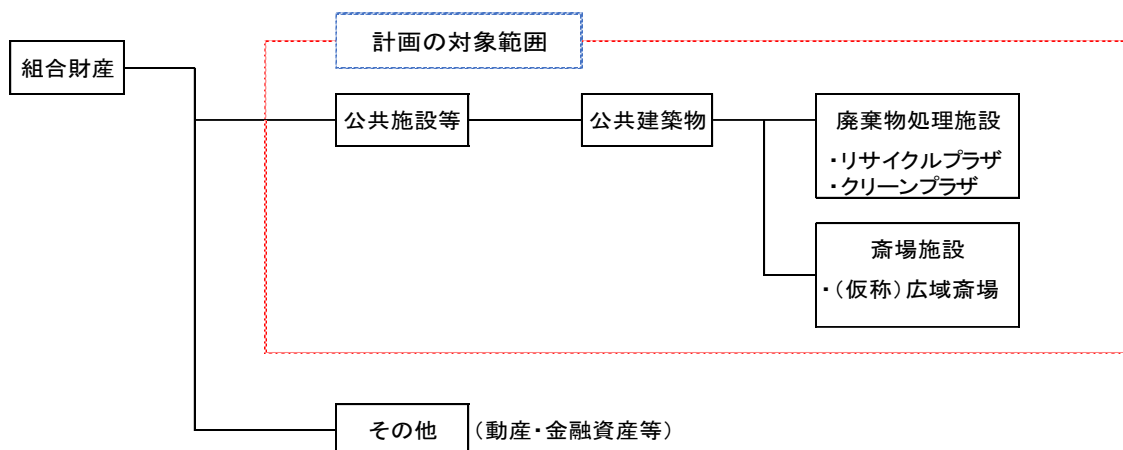 計画の対象範囲
組合財産
公共施設等
公共建築物
廃棄物処理施設
・リサイクルプラザ
・クリーンプラザ
斎場施設
・（仮称）広域斎場
その他 （動産・金融資産等）